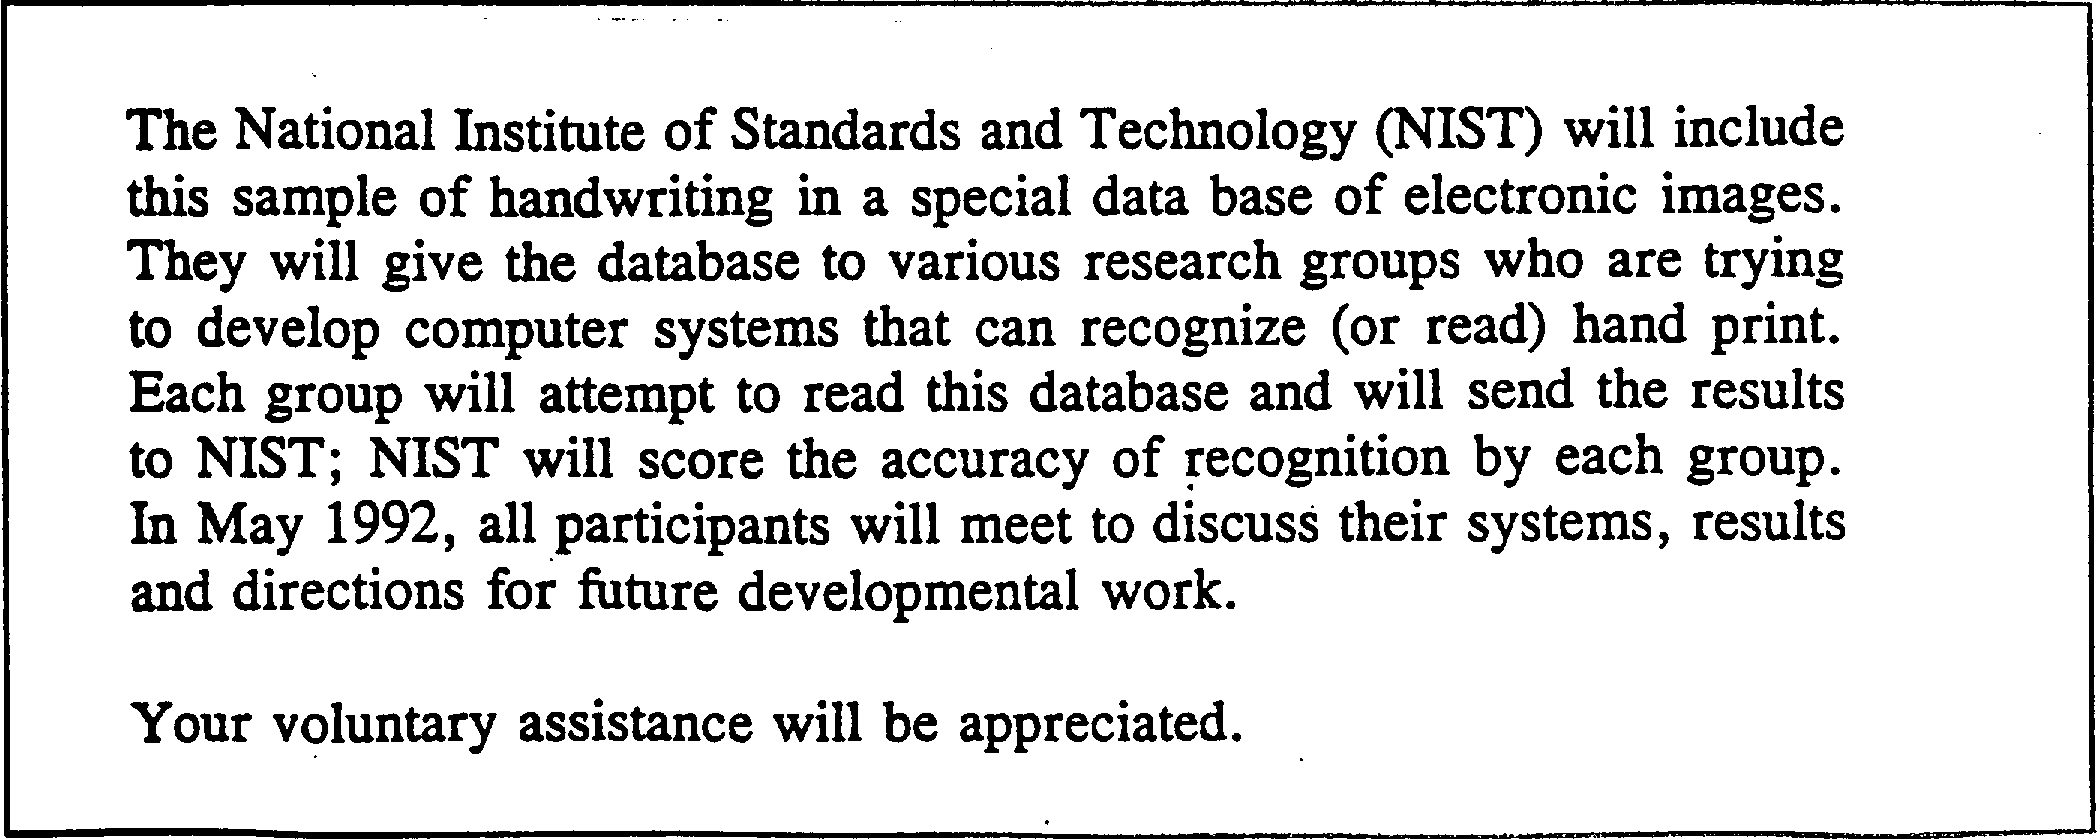 The National Institute of Standards and Technology (NIST) will include
this sample of handwriting in a special data base of electronic images.
They will give the database to various research groups who are trying
to develop computer systems that can recognize (or read) hand print.
Each group will attempt to read this database and will send the results
to NIST; NIST will score the accuracy of recognition by each group.
In May 1992, all participants will meet to discuss their systems, results
and directions for future developmental work.
Your voluntary assistance will be appreciated.